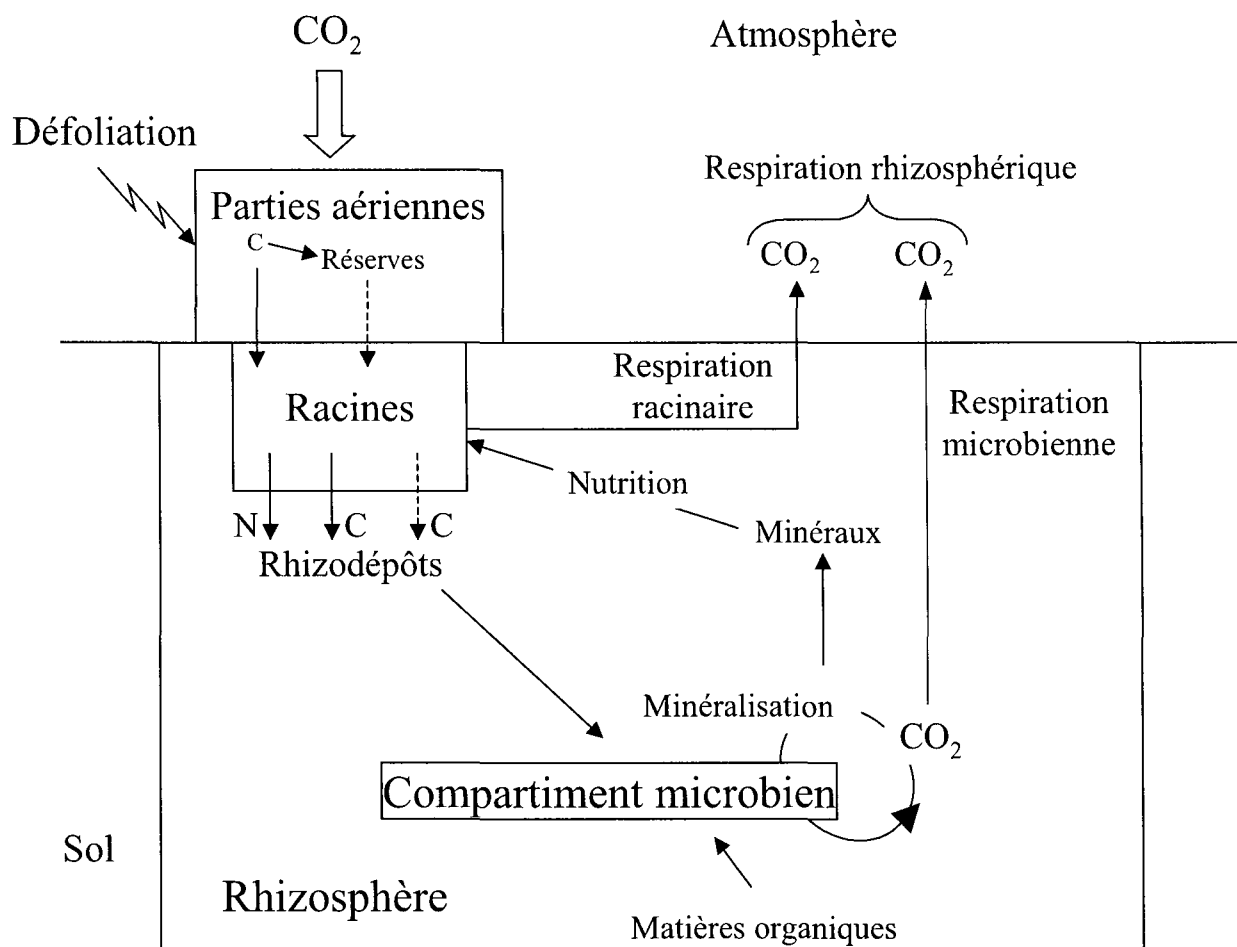 CO₂
Atmosphère
Défoliation
Respiration rhizosphérique
Parties aériennes
C
Réserves
CO₂
CO₂
Respiration
racinaire
Racines
Respiration
microbienne
Nutrition
N
C
C
Minéraux
Rhizodépôts
Minéralisation
CO₂
Compartiment microbien
Sol
Rhizosphère
Matières organiques